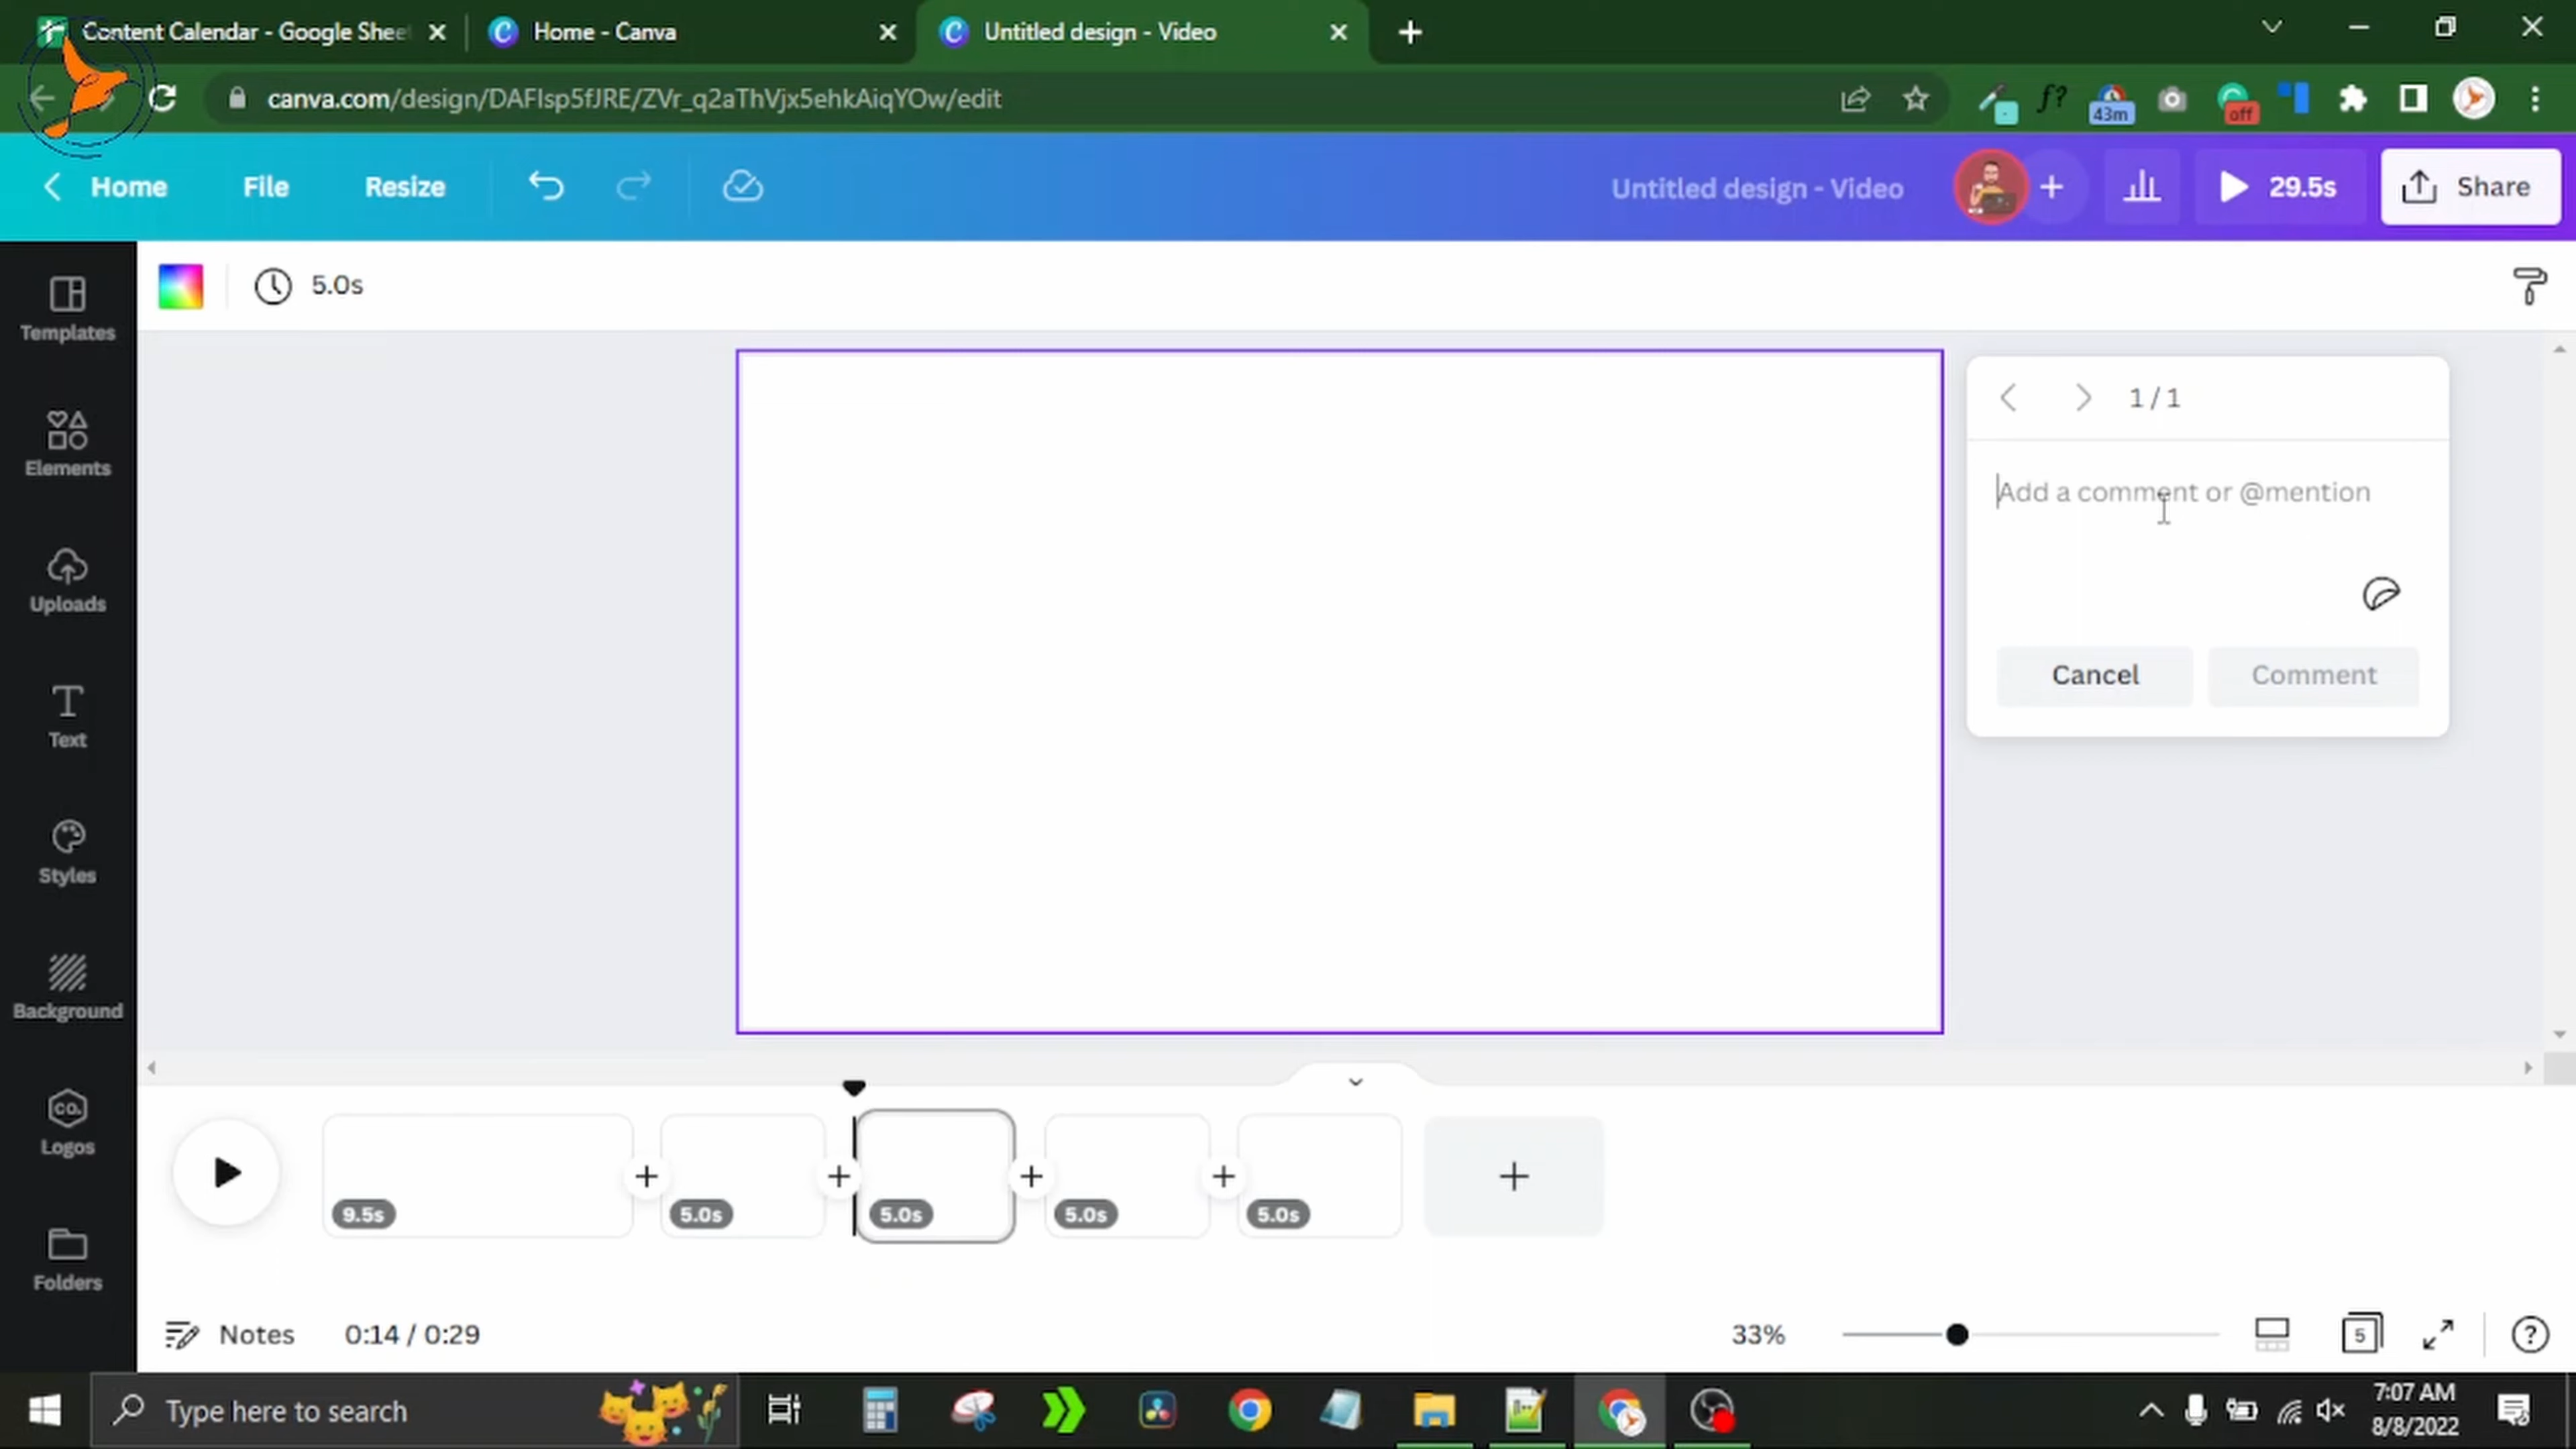 Content Calendar - Google Sheet
Home - Canva
Untitled design - Video
canva.com/design/DAFIsp5fJRE/ZVr_q2aThVjx5ehkAiqYOw/edit
f?
43m
off
Home
File
Resize
Untitled design - Video
29.5s
Share
5.0s
Templates
Elements
Uploads
Text
Styles
Background
CO.
Logos
Folders
1 / 1
Add a comment or @mention
Cancel
Comment
9.5s
5.0s
5.0s
5.0s
5.0s
Notes
0:14 / 0:29
33%
5
?
Type here to search
7:07 AM
8/8/2022